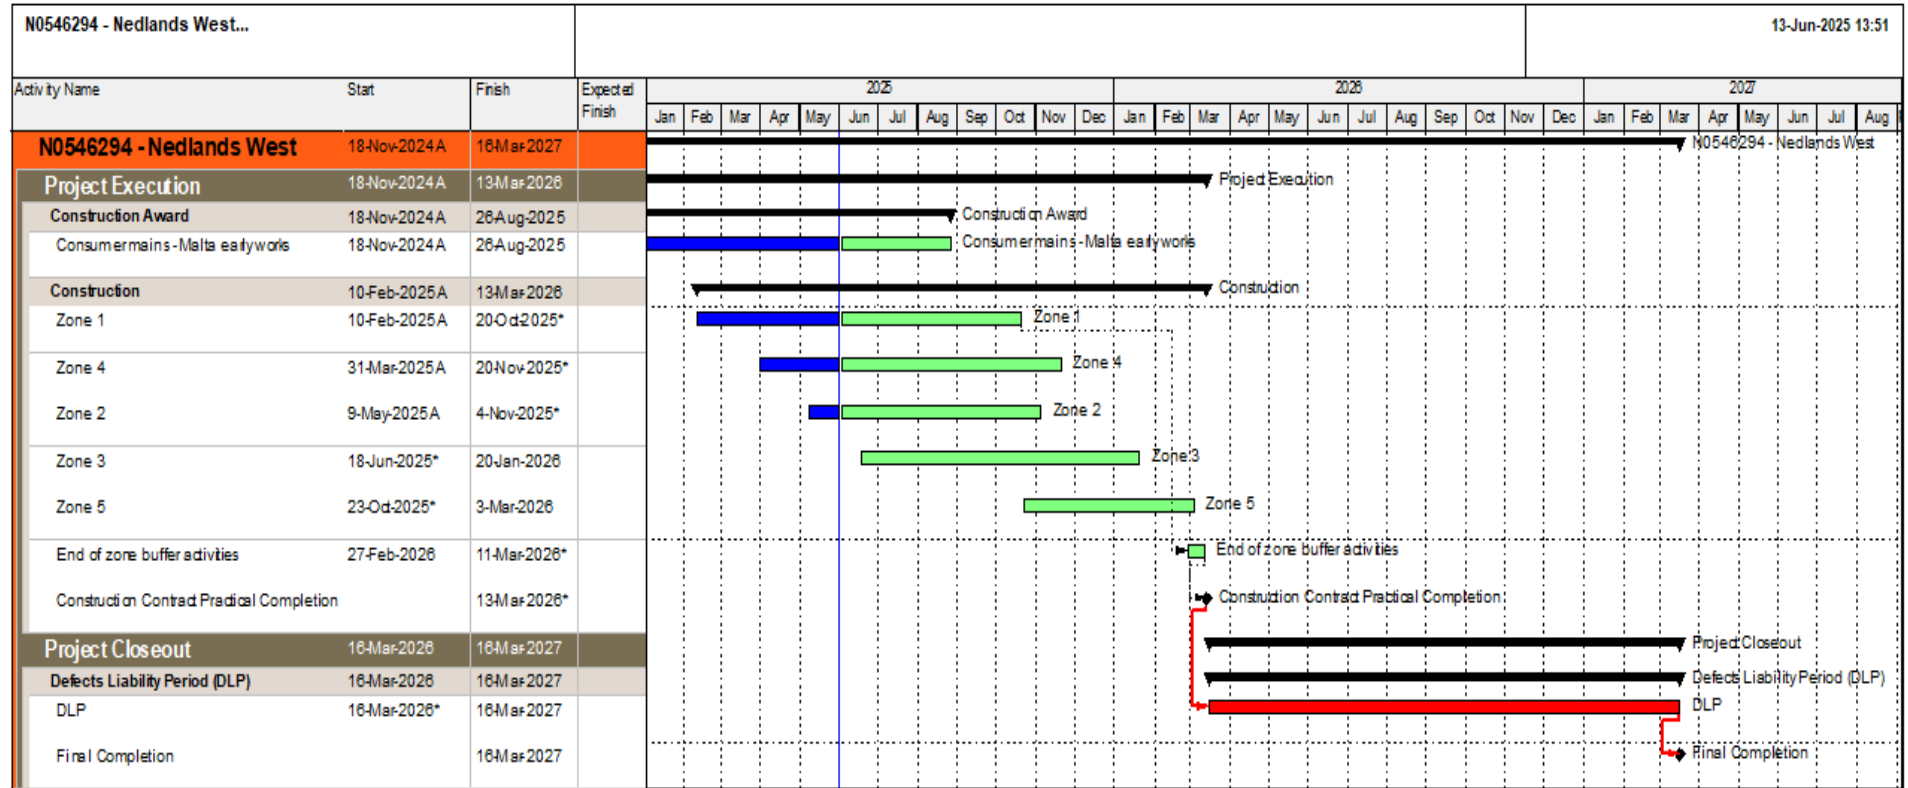 N0546294 - Nedlands West...
13-Jun-2025 13:51
Activity Name Start Finish Expected Finish 2025 2026 2027
Jan Feb Mar Apr May Jun Jul Aug Sep Oct Nov Dec Jan Feb Mar Apr May Jun Jul Aug Sep Oct Nov Dec Jan Feb Mar Apr May Jun Jul Aug
N0546294 - Nedlands West 18-Nov-2024 A 16-Mar-2027 N0546294 - Nedlands West
Project Execution 18-Nov-2024 A 13-Mar-2026 Project Execution
Construction Award 18-Nov-2024 A 26-Aug-2025 Construction Award
Consumer mains - Malta early works 18-Nov-2024 A 26-Aug-2025 Consumer mains - Malta early works
Construction 10-Feb-2025 A 13-Mar-2026 Construction
Zone 1 10-Feb-2025 A 20-Oct-2025* Zone 1
Zone 4 31-Mar-2025 A 20-Nov-2025* Zone 4
Zone 2 9-May-2025 A 4-Nov-2025* Zone 2
Zone 3 18-Jun-2025* 20-Jan-2026 Zone 3
Zone 5 23-Oct-2025* 3-Mar-2026 Zone 5
End of zone buffer activities 27-Feb-2026 11-Mar-2026* End of zone buffer activities
Construction Contract Practical Completion 13-Mar-2026* Construction Contract Practical Completion
Project Closeout 16-Mar-2026 16-Mar-2027 Project Closeout
Defects Liability Period (DLP) 16-Mar-2026 16-Mar-2027 Defects Liability Period (DLP)
DLP 16-Mar-2026* 16-Mar-2027 DLP
Final Completion 16-Mar-2027 Final Completion